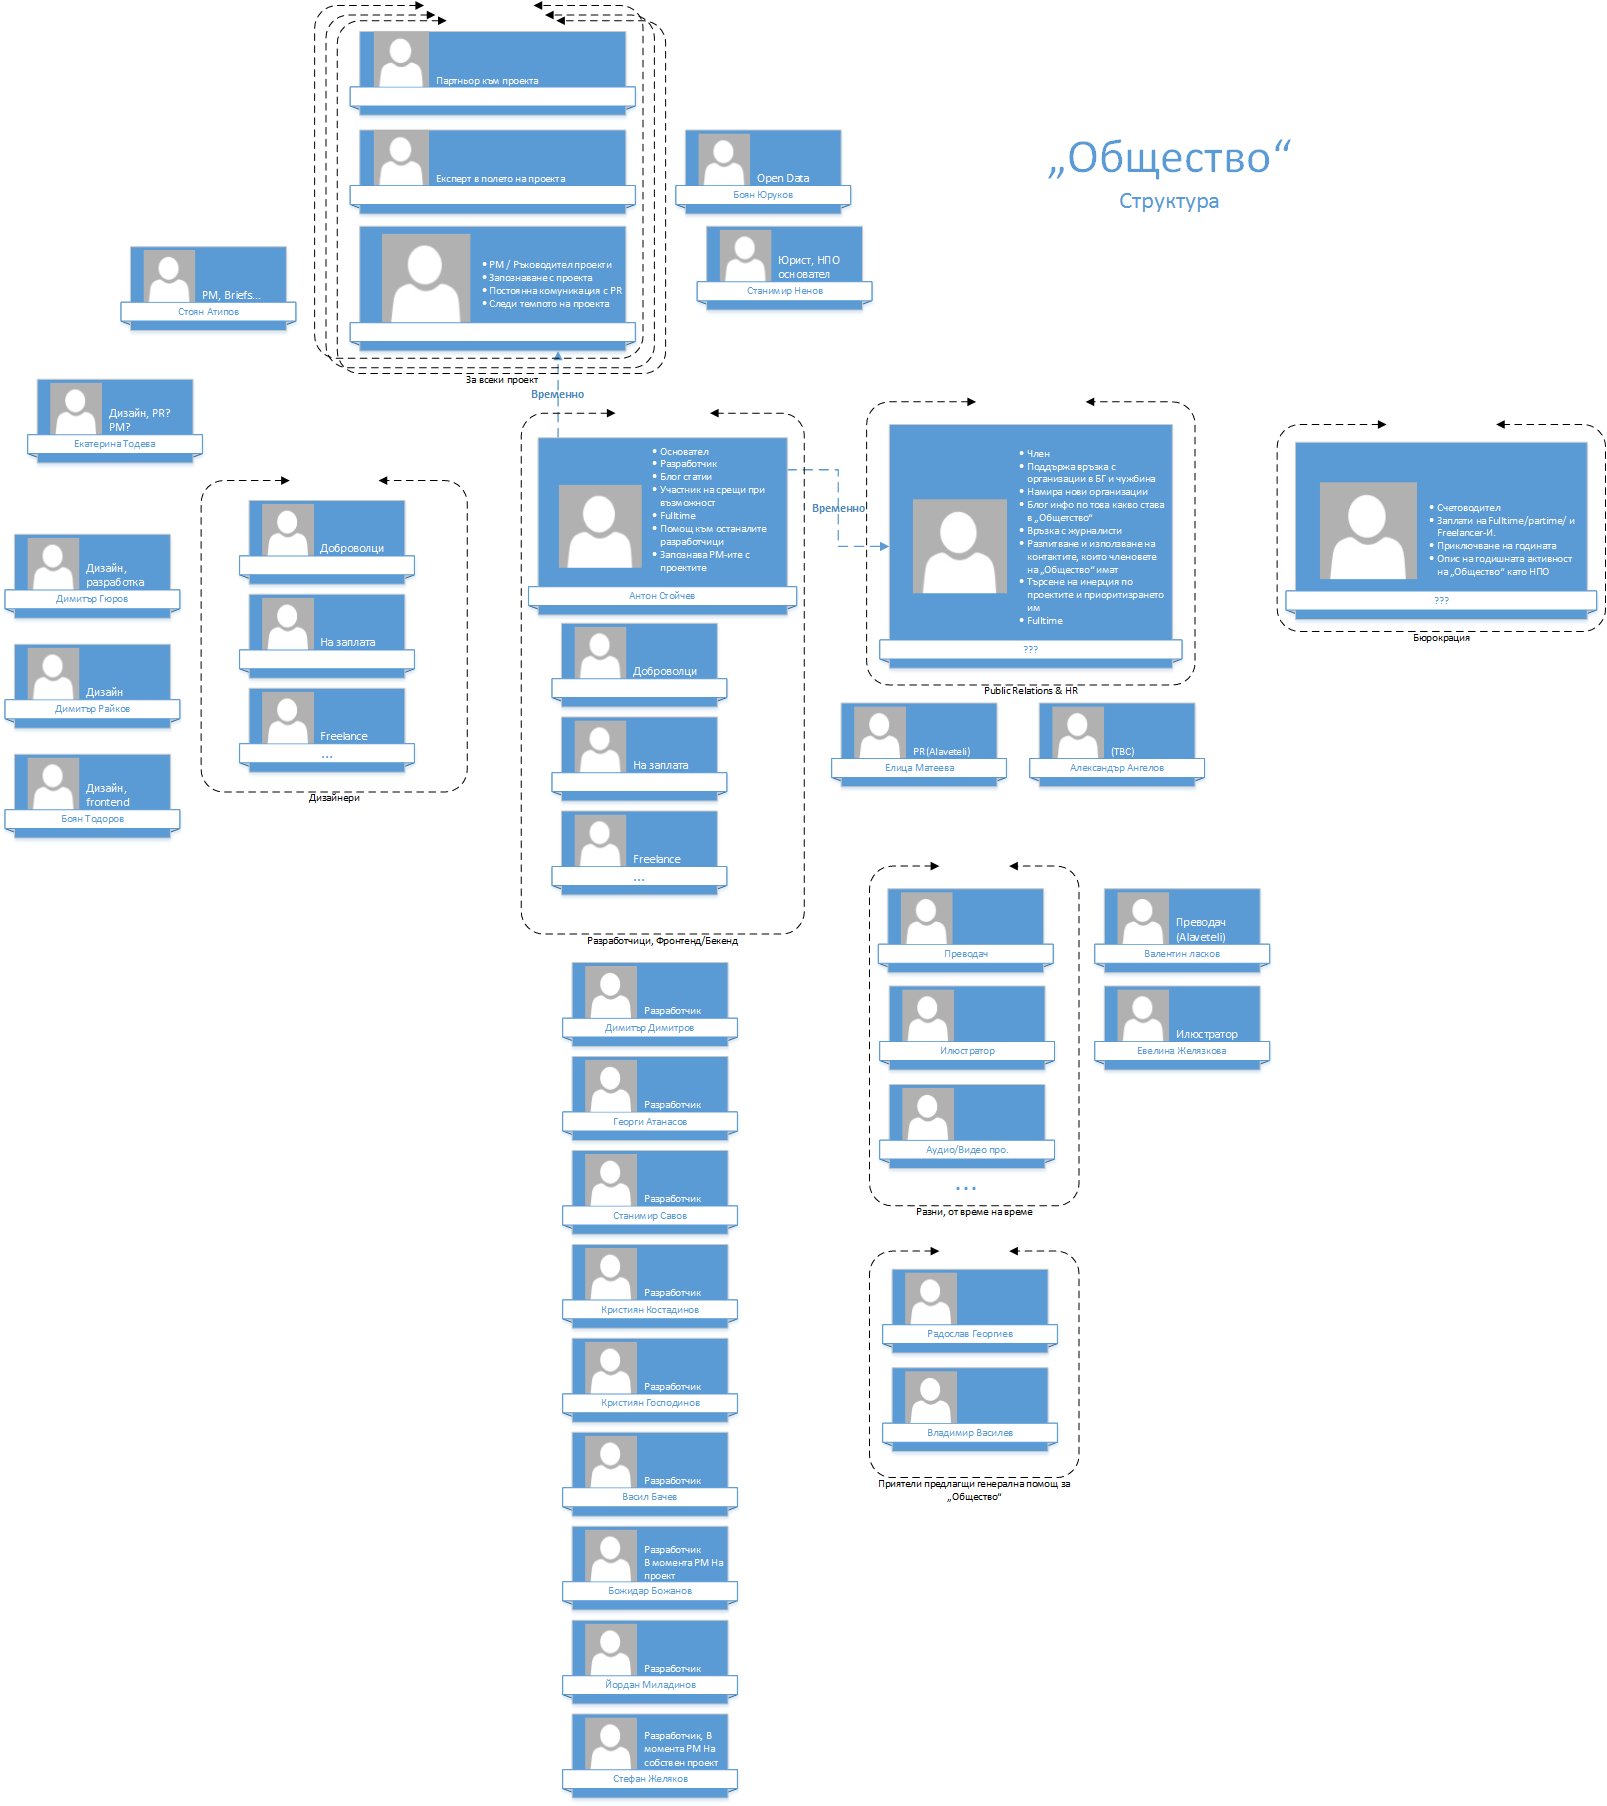 „Общество“
Структура
Партньор към проекта
Експерт в полето на проекта
• PM / Ръководител проекти
• Запознаване с проекта
• Постоянна комуникация с PR
• Следи темпото на проекта
За всеки проект
Open Data
Боян Юруков
Юрист, НПО
основател
Станимир Ненов
PM, Briefs...
Стоян Атипов
Временно
Дизайн, PR?
PM?
Екатерина Тодева
Дизайн,
разработка
Димитър Гюров
Дизайн
Димитър Райков
Дизайн,
frontend
Боян Тодоров
Доброволци
На заплата
Freelance
...
Дизайнери
• Основател
• Разработчик
• Блог статии
• Участник на срещи при
възможност
• Fulltime
• Помощ към останалите
разработчици
• Запознава PM-ите с
проектите
Антон Стойчев
Доброволци
На заплата
Freelance
...
Разработчици, Фронтенд/Бекенд
Временно
• Член
• Поддържа връзка с
организации в БГ и чужбина
• Намира нови организации
• Блог инфо по това какво става
в „Общетство“
• Връзка с журналисти
• Разпитване и използване на
контактите, които членовете
на „Общество“ имат
• Търсене на инерция по
проектите и приоритизрането
им
• Fulltime
???
Public Relations & HR
PR (Alaveteli)
Елица Матеева
(TBC)
Александър Ангелов
• Счетоводител
• Заплати на Fulltime/partime/ и
Freelancer-И.
• Приключване на годината
• Опис на годишната активност
на „Общество“ като НПО
???
Бюрокрация
Преводач
Илюстратор
Аудио/Видео про.
...
Разни, от време на време
Преводач
(Alaveteli)
Валентин ласков
Илюстратор
Евелина Желязкова
Радослав Георгиев
Владимир Василев
Приятели предлагщи генерална помощ за
„Общество“
Разработчик
Димитър Димитров
Разработчик
Георги Атанасов
Разработчик
Станимир Савов
Разработчик
Кристиян Костадинов
Разработчик
Кристиян Господинов
Разработчик
Васил Бачев
Разработчик
В момента PM На
проект
Божидар Божанов
Разработчик
Йордан Миладинов
Разработчик, В
момента PM На
собствен проект
Стефан Желяков